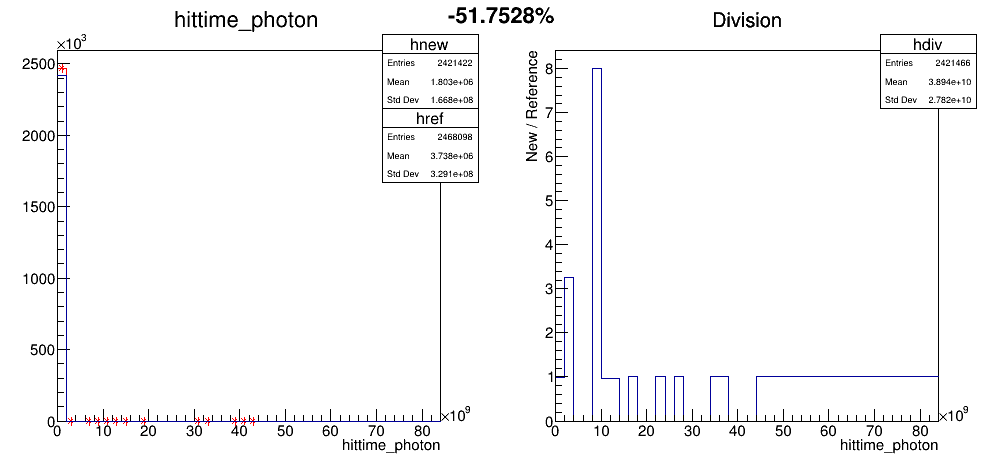 -51.7528%
hittime_photon
×10³
hnew
Entries 2421422
Mean 1.803e+06
Std Dev 1.668e+08
href
Entries 2468098
Mean 3.738e+06
Std Dev 3.291e+08
2500
2000
1500
1000
500
0
0 10 20 30 40 50 60 70 80
×10⁹
hittime_photon
Division
hdiv
Entries 2421466
Mean 3.894e+10
Std Dev 2.782e+10
New / Reference
8
7
6
5
4
3
2
1
0
0 10 20 30 40 50 60 70 80
×10⁹
hittime_photon